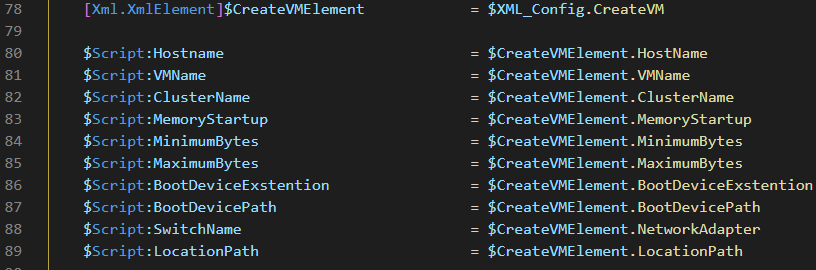 78 [Xml.XmlElement]$CreateVMElement = $XML_Config.CreateVM
79
80 $Script:Hostname = $CreateVMElement.HostName
81 $Script:VMName = $CreateVMElement.VMName
82 $Script:ClusterName = $CreateVMElement.ClusterName
83 $Script:MemoryStartup = $CreateVMElement.MemoryStartup
84 $Script:MinimumBytes = $CreateVMElement.MinimumBytes
85 $Script:MaximumBytes = $CreateVMElement.MaximumBytes
86 $Script:BootDeviceExstention = $CreateVMElement.BootDeviceExstention
87 $Script:BootDevicePath = $CreateVMElement.BootDevicePath
88 $Script:SwitchName = $CreateVMElement.NetworkAdapter
89 $Script:LocationPath = $CreateVMElement.LocationPath